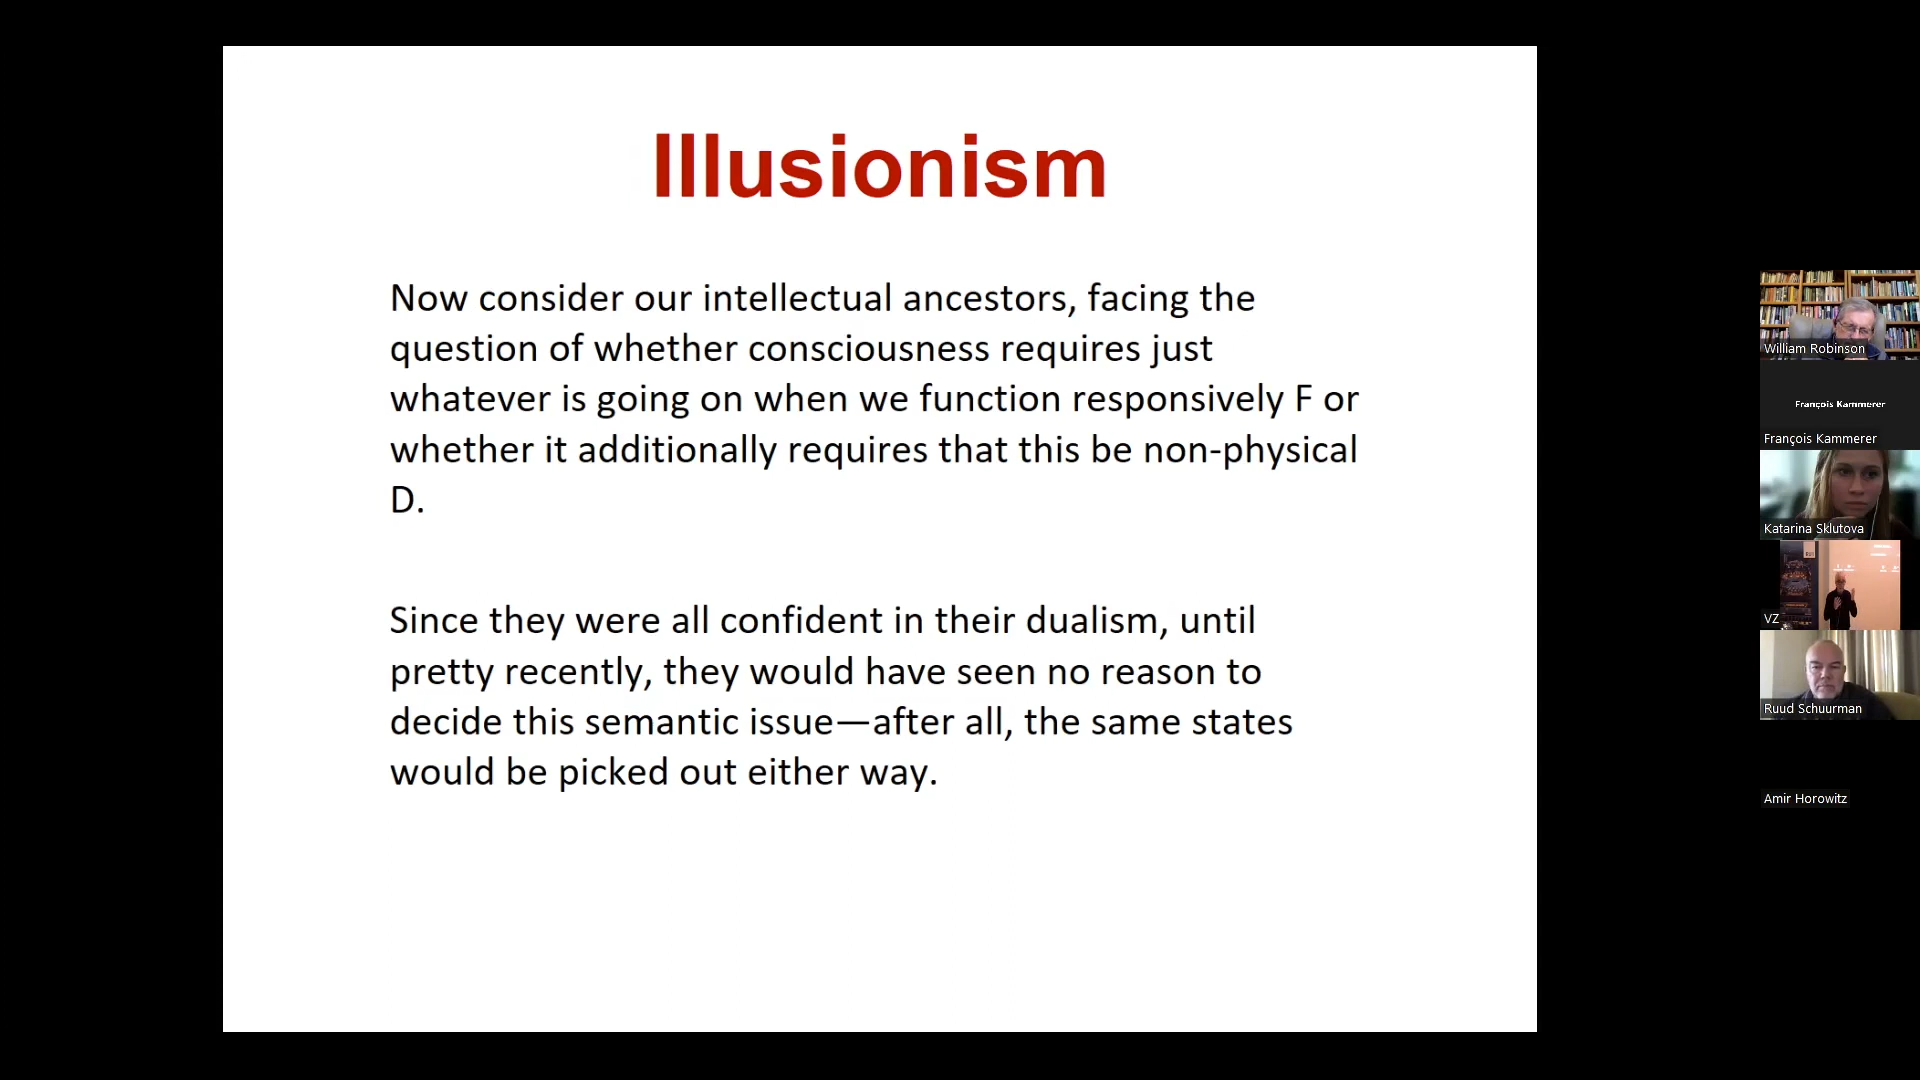 Illusionism
Now consider our intellectual ancestors, facing the
question of whether consciousness requires just
whatever is going on when we function responsively F or
whether it additionally requires that this be non-physical
D.
Since they were all confident in their dualism, until
pretty recently, they would have seen no reason to
decide this semantic issue—after all, the same states
would be picked out either way.
William Robinson
François Kammerer
François Kammerer
Katarina Sklutova
VZ
Ruud Schuurman
Amir Horowitz